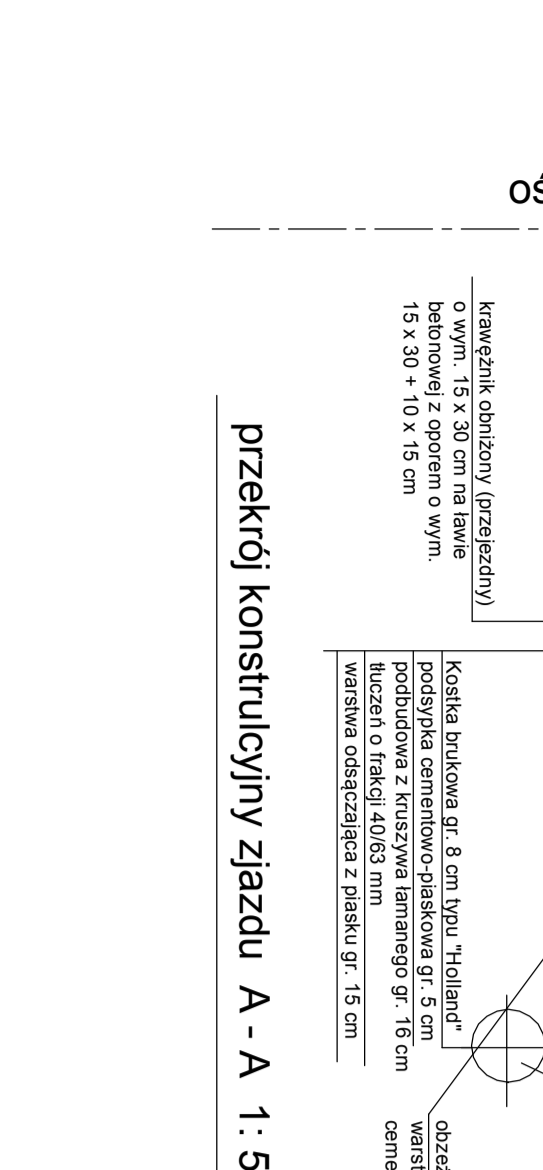 oś
krawężnik obniżony (przejezdny)
o wym. 15 x 30 cm na ławie
betonowej z oporem o wym.
15 x 30 + 10 x 15 cm
Kostka brukowa gr. 8 cm typu "Holland"
podsypka cementowo-piaskowa gr. 5 cm
podbudowa z kruszywa łamanego gr. 16 cm
tłuczeń o frakcji 40/63 mm
warstwa odsączająca z piasku gr. 15 cm
przekrój konstrulcyjny zjazdu A - A 1: 5